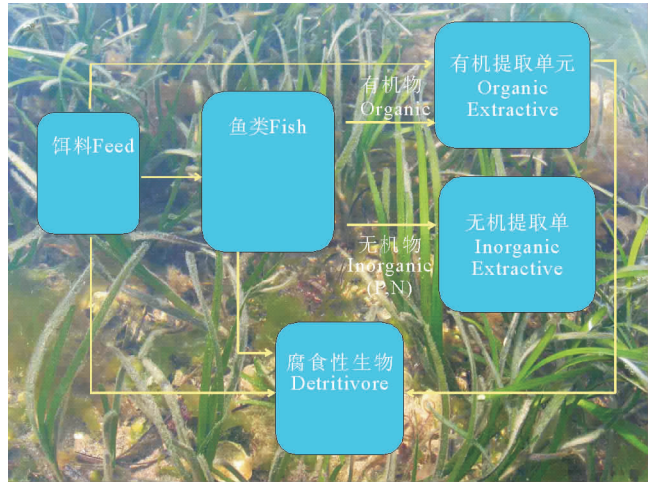 饵料Feed
鱼类Fish
有机物
Organic
有机提取单元
Organic
Extractive
无机物
Inorganic
(P,N)
无机提取单
Inorganic
Extractive
腐食性生物
Detritivore